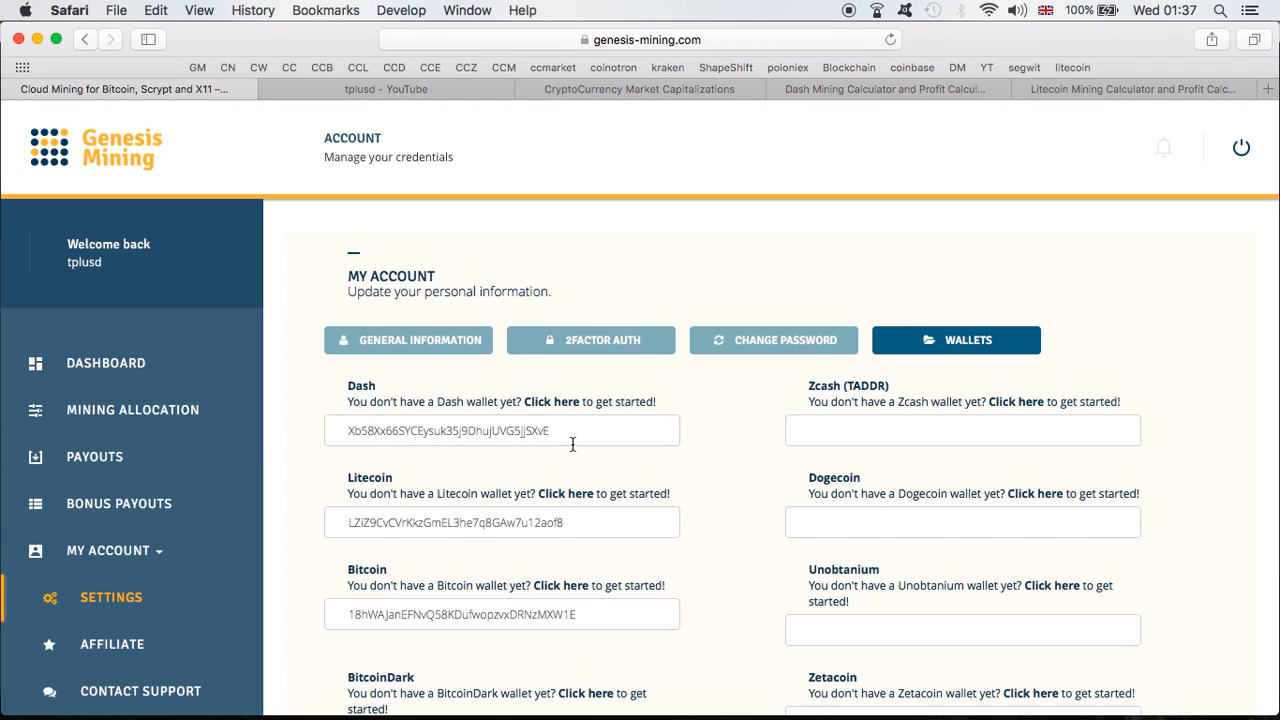 Safari File Edit View History Bookmarks Develop Window Help 100% Wed 01:37
genesis-mining.com
GM CN CW CC CCB CCL CCD CCE CCZ CCM ccmarket coinotron kraken ShapeShift poloniex Blockchain coinbase DM YT segwit litecoin
Cloud Mining for Bitcoin, Scrypt and X11 –... tplusd - YouTube CryptoCurrency Market Capitalizations Dash Mining Calculator and Profit Calcul... Litecoin Mining Calculator and Profit Calc...
Genesis
Mining
ACCOUNT
Manage your credentials
Welcome back
tplusd
DASHBOARD
MINING ALLOCATION
PAYOUTS
BONUS PAYOUTS
MY ACCOUNT
SETTINGS
AFFILIATE
CONTACT SUPPORT
MY ACCOUNT
Update your personal information.
GENERAL INFORMATION 2FACTOR AUTH CHANGE PASSWORD WALLETS
Dash
You don't have a Dash wallet yet? Click here to get started!
Xb58Xx66SYCEysuk35j9DhujUVG5jjSXvE
Litecoin
You don't have a Litecoin wallet yet? Click here to get started!
LZiZ9CvCVrKkzGmEL3he7q8GAw7u12aof8
Bitcoin
You don't have a Bitcoin wallet yet? Click here to get started!
18hWAJanEFNvQ58KDufwopzvxDRNzMXW1E
BitcoinDark
You don't have a BitcoinDark wallet yet? Click here to get
started!
Zcash (TADDR)
You don't have a Zcash wallet yet? Click here to get started!
Dogecoin
You don't have a Dogecoin wallet yet? Click here to get started!
Unobtanium
You don't have a Unobtanium wallet yet? Click here to get
started!
Zetacoin
You don't have a Zetacoin wallet yet? Click here to get started!